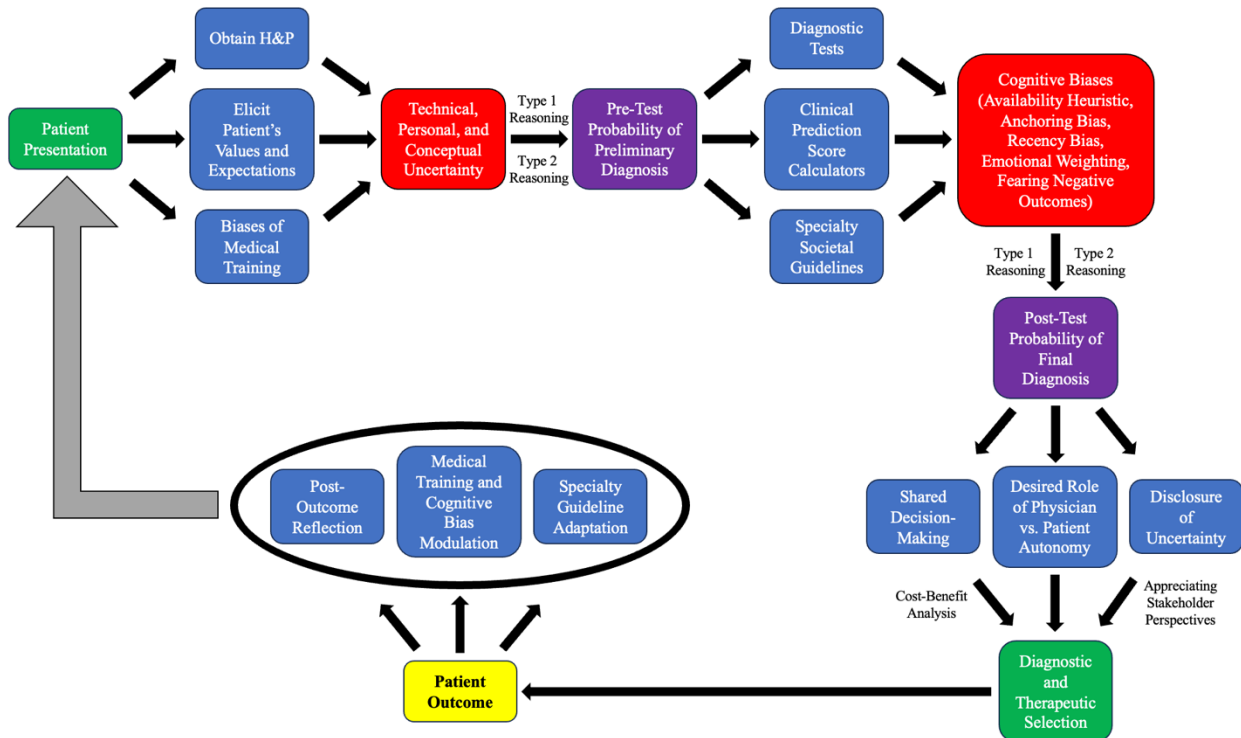 Patient
Presentation
Obtain H&P
Elicit
Patient's
Values and
Expectations
Biases of
Medical
Training
Technical,
Personal, and
Conceptual
Uncertainty
Type 1
Reasoning
Type 2
Reasoning
Pre-Test
Probability of
Preliminary
Diagnosis
Diagnostic
Tests
Clinical
Prediction
Score
Calculators
Specialty
Societal
Guidelines
Cognitive Biases
(Availability Heuristic,
Anchoring Bias,
Recency Bias,
Emotional Weighting,
Fearing Negative
Outcomes)
Type 1
Reasoning
Type 2
Reasoning
Post-Test
Probability of
Final
Diagnosis
Shared
Decision-
Making
Desired Role
of Physician
vs. Patient
Autonomy
Disclosure
of
Uncertainty
Cost-Benefit
Analysis
Appreciating
Stakeholder
Perspectives
Diagnostic
and
Therapeutic
Selection
Patient
Outcome
Post-
Outcome
Reflection
Medical
Training and
Cognitive
Bias
Modulation
Specialty
Guideline
Adaptation